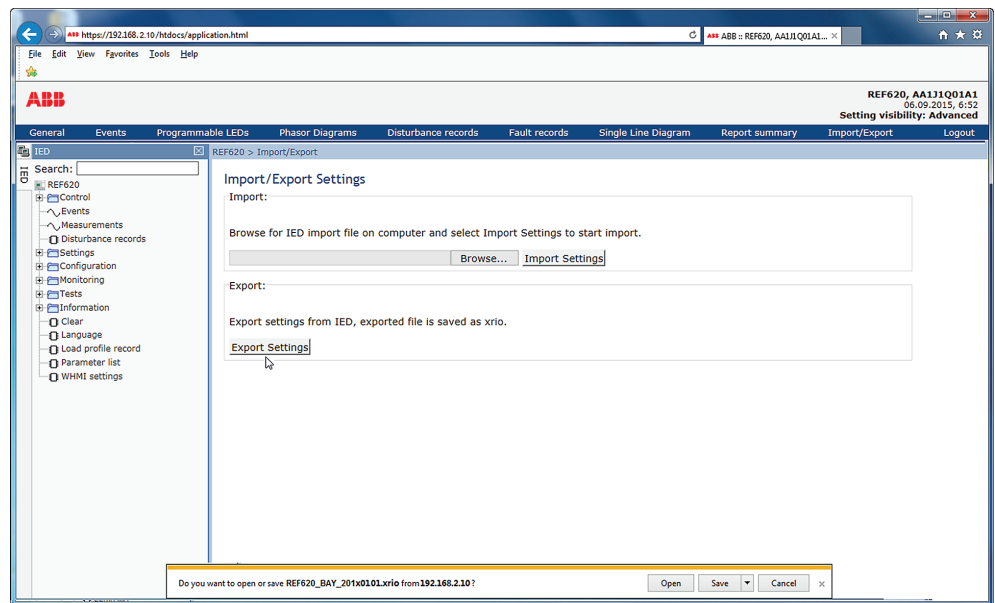 ABB https://192.168.2.10/htdocs/application.html
ABB ABB :: REF620, AA1J1Q01A1...
File Edit View Favorites Tools Help
ABB
REF620, AA1J1Q01A1
06.09.2015, 6:52
Setting visibility: Advanced
General Events Programmable LEDs Phasor Diagrams Disturbance records Fault records Single Line Diagram Report summary Import/Export Logout
IED
REF620 > Import/Export
IED
Search:
REF620
Control
Events
Measurements
Disturbance records
Settings
Configuration
Monitoring
Tests
Information
Clear
Language
Load profile record
Parameter list
WHMI settings
Import/Export Settings
Import:
Browse for IED import file on computer and select Import Settings to start import.
Browse... Import Settings
Export:
Export settings from IED, exported file is saved as xrio.
Export Settings
Do you want to open or save REF620_BAY_201x0101.xrio from 192.168.2.10?
Open Save Cancel